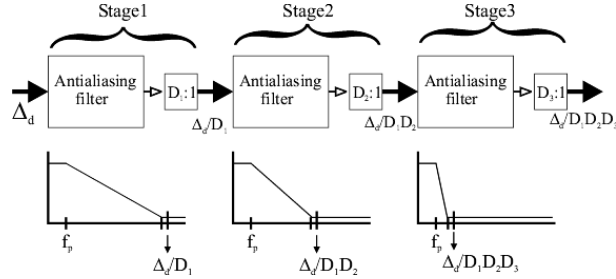 Stage1 Stage2 Stage3
Antialiasing filter D₁:1 Antialiasing filter D₂:1 Antialiasing filter D₃:1
Δd Δd/D₁ Δd/D₁D₂ Δd/D₁D₂D₃
fp fp fp
Δd/D₁ Δd/D₁D₂ Δd/D₁D₂D₃